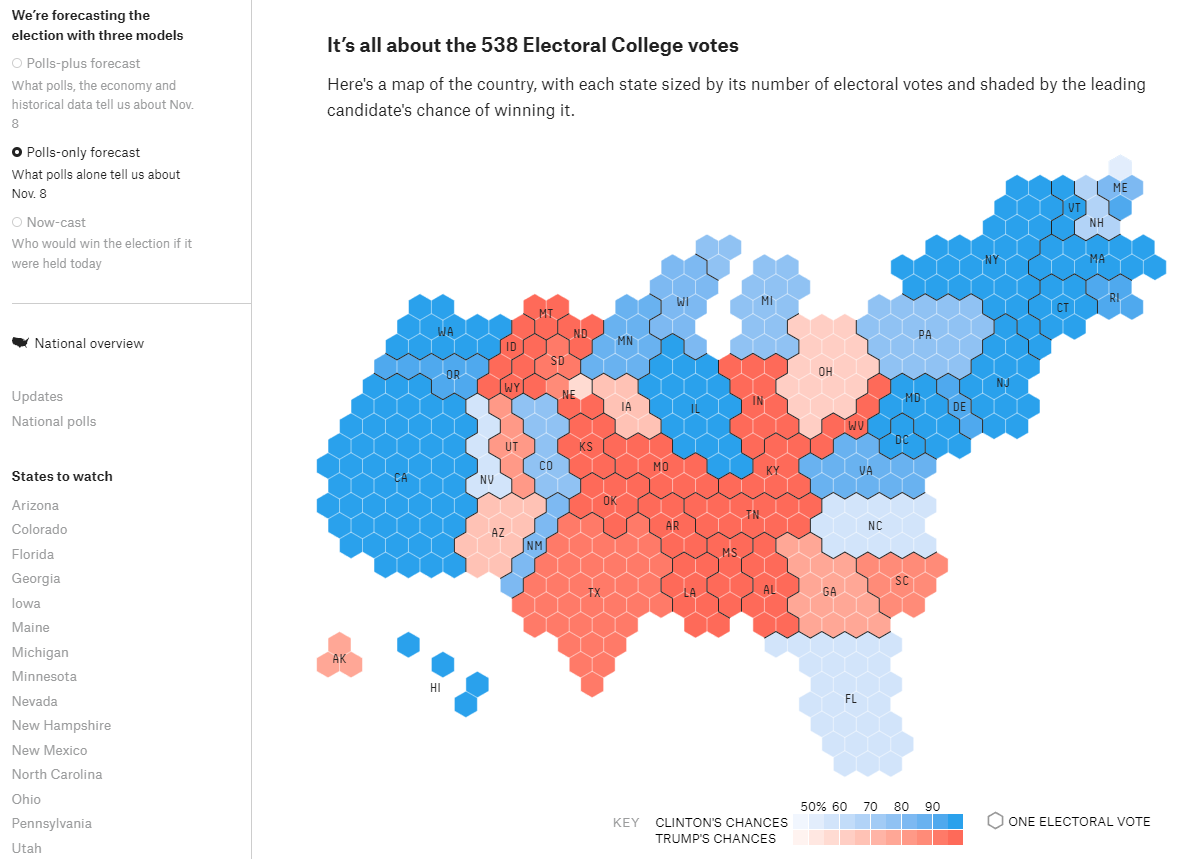 We're forecasting the
election with three models
Polls-plus forecast
What polls, the economy and
historical data tell us about Nov.
8
Polls-only forecast
What polls alone tell us about
Nov. 8
Now-cast
Who would win the election if it
were held today
National overview
Updates
National polls
States to watch
Arizona
Colorado
Florida
Georgia
Iowa
Maine
Michigan
Minnesota
Nevada
New Hampshire
New Mexico
North Carolina
Ohio
Pennsylvania
Utah
It's all about the 538 Electoral College votes
Here's a map of the country, with each state sized by its number of electoral votes and shaded by the leading
candidate's chance of winning it.
ME
VT
NH
NY
MA
WI
MI
RI
CT
MT
WA
ND
PA
MN
ID
SD
OR
OH
NJ
WY
NE
MD
IA
IL
IN
DE
WV
UT
KS
DC
CO
MO
KY
VA
CA
NV
OK
TN
AR
NC
AZ
NM
MS
SC
TX
LA
AL
GA
AK
HI
FL
50% 60 70 80 90
KEY
CLINTON'S CHANCES
TRUMP'S CHANCES
ONE ELECTORAL VOTE